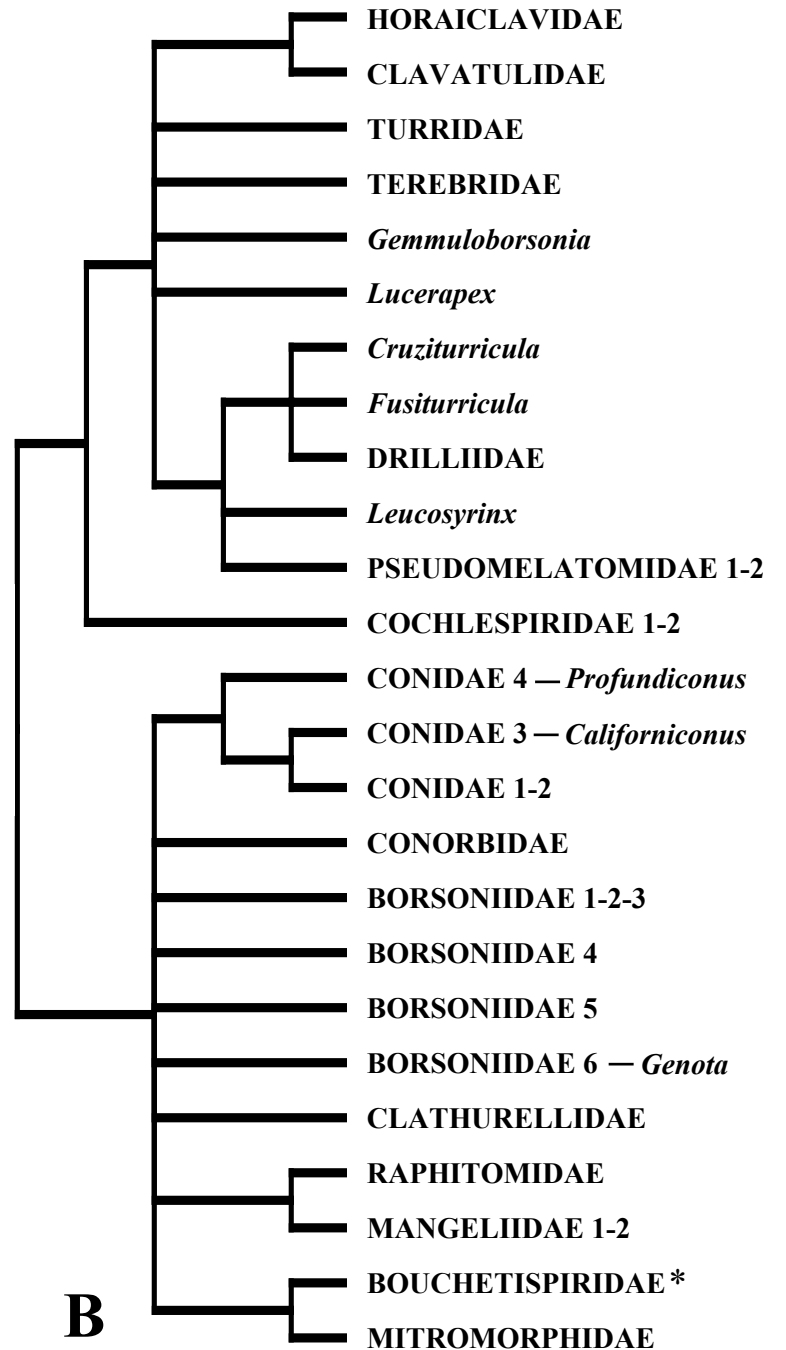 HORAICLAVIDAE
CLAVATULIDAE
TURRIDAE
TEREBRIDAE
Gemmuloborsonia
Lucerapex
Cruziturricula
Fusiturricula
DRILLIIDAE
Leucosyrinx
PSEUDOMELATOMIDAE 1-2
COCHLESPIRIDAE 1-2
CONIDAE 4 — Profundiconus
CONIDAE 3 — Californiconus
CONIDAE 1-2
CONORBIDAE
BORSONIIDAE 1-2-3
BORSONIIDAE 4
BORSONIIDAE 5
BORSONIIDAE 6 — Genota
CLATHURELLIDAE
RAPHITOMIDAE
MANGELIIDAE 1-2
BOUCHETISPIRIDAE*
MITROMORPHIDAE
B